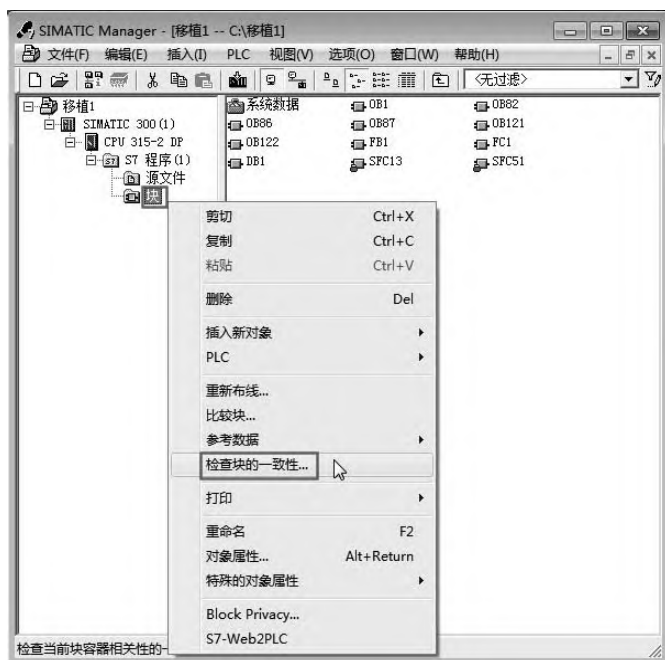 SIMATIC Manager - [移植1 -- C:\移植1]
文件(F) 编辑(E) 插入(I) PLC 视图(V) 选项(O) 窗口(W) 帮助(H)
<无过滤>
移植1
SIMATIC 300(1)
CPU 315-2 DP
S7 程序(1)
源文件
块
系统数据 OB1 OB82
OB86 OB87 OB121
OB122 FB1 FC1
DB1 SFC13 SFC51
剪切 Ctrl+X
复制 Ctrl+C
粘贴 Ctrl+V
删除 Del
插入新对象
PLC
重新布线...
比较块...
参考数据
检查块的一致性...
打印
重命名 F2
对象属性... Alt+Return
特殊的对象属性
Block Privacy...
S7-Web2PLC
检查当前块容器相关性的一